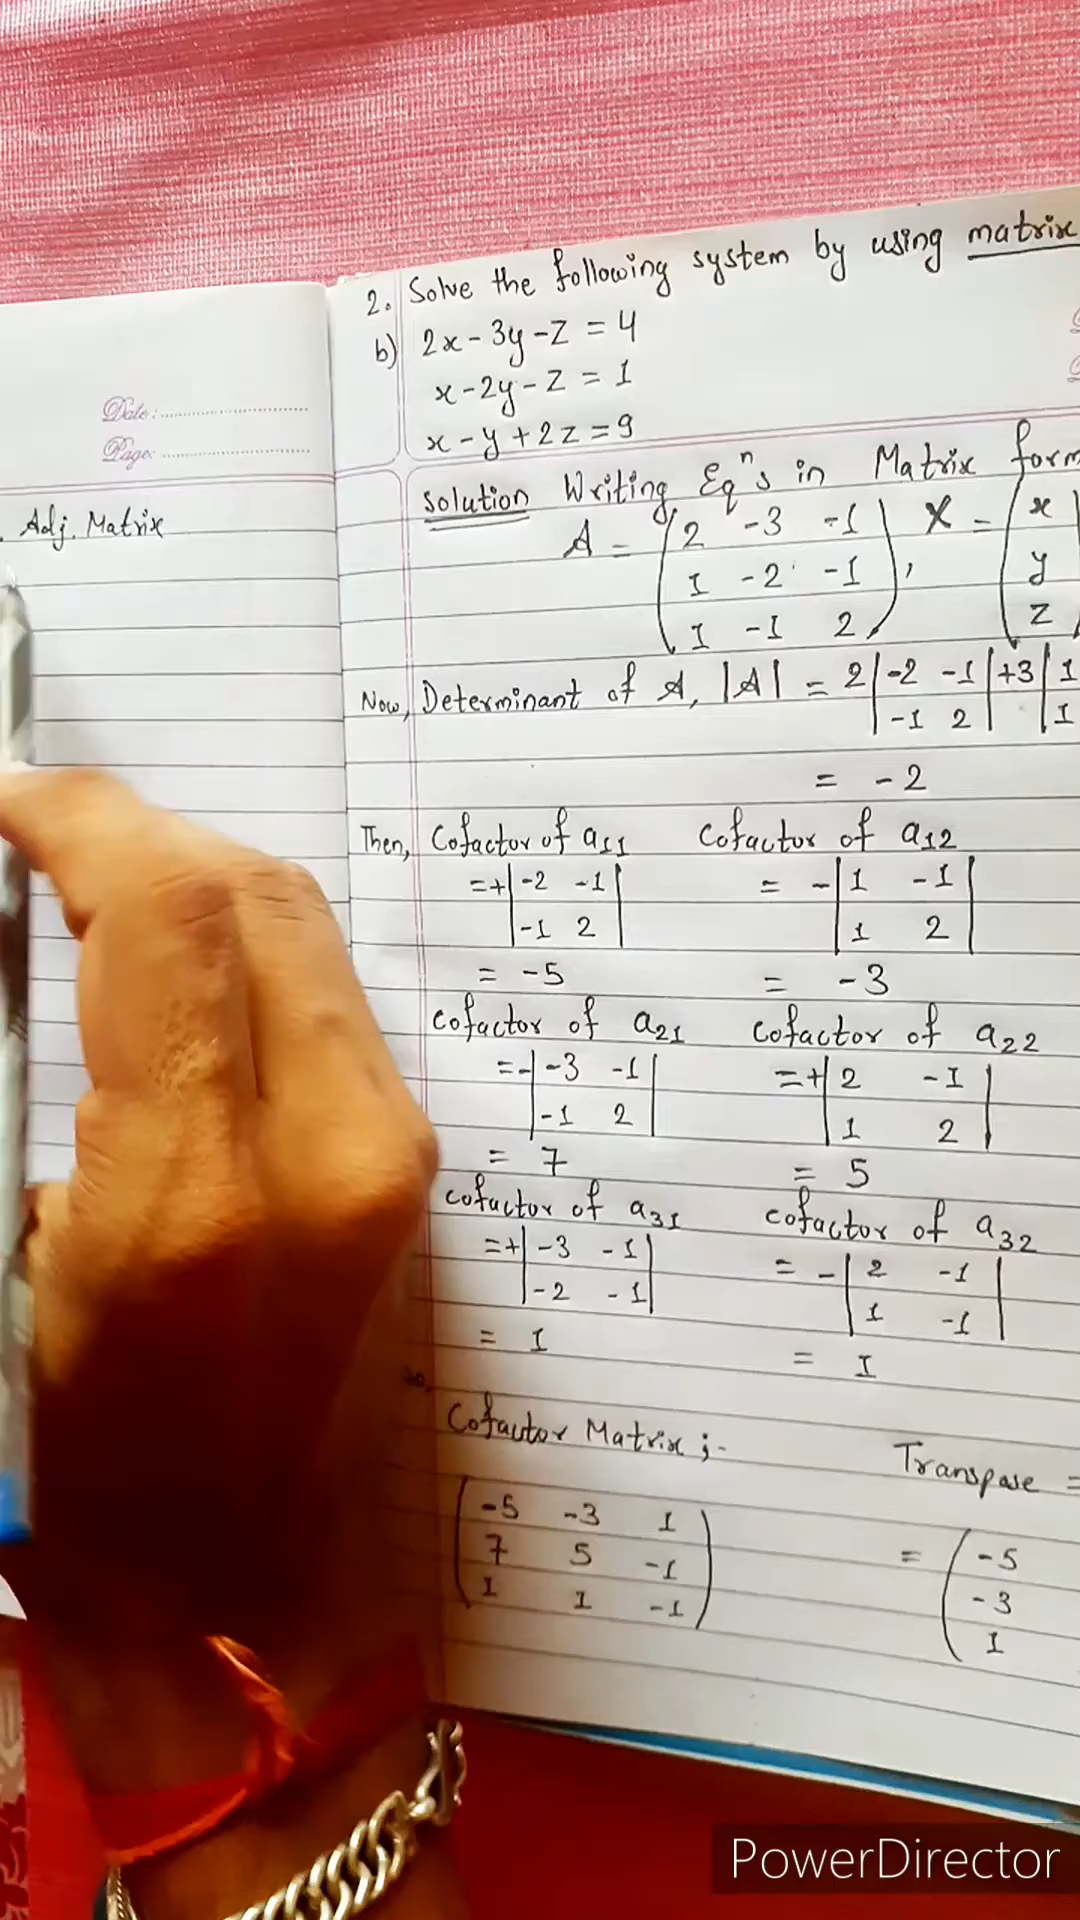 Date:
Page:
Adj. Matrix
2. Solve the following system by using matrix
b) 2x - 3y - z = 4
x - 2y - z = 1
x - y + 2z = 9
Solution Writing Eqⁿs in Matrix form
A = ( 2 -3 -1 ) , X = ( x )
1 -2 -1 y
1 -1 2 z
Now, Determinant of A, |A| = 2 | -2 -1 | +3 | 1
| -1 2 | | 1
= -2
Then, Cofactor of a11 Cofactor of a12
= + | -2 -1 | = - | 1 -1 |
| -1 2 | | 1 2 |
= -5 = -3
Cofactor of a21 Cofactor of a22
= - | -3 -1 | = + | 2 -1 |
| -1 2 | | 1 2 |
= 7 = 5
Cofactor of a31 Cofactor of a32
= + | -3 -1 | = - | 2 -1 |
| -2 -1 | | 1 -1 |
= 1 = 1
Cofactor Matrix ;- Transpase =
( -5 -3 1 ) = ( -5
7 5 -1 -3
1 1 -1 1
PowerDirector